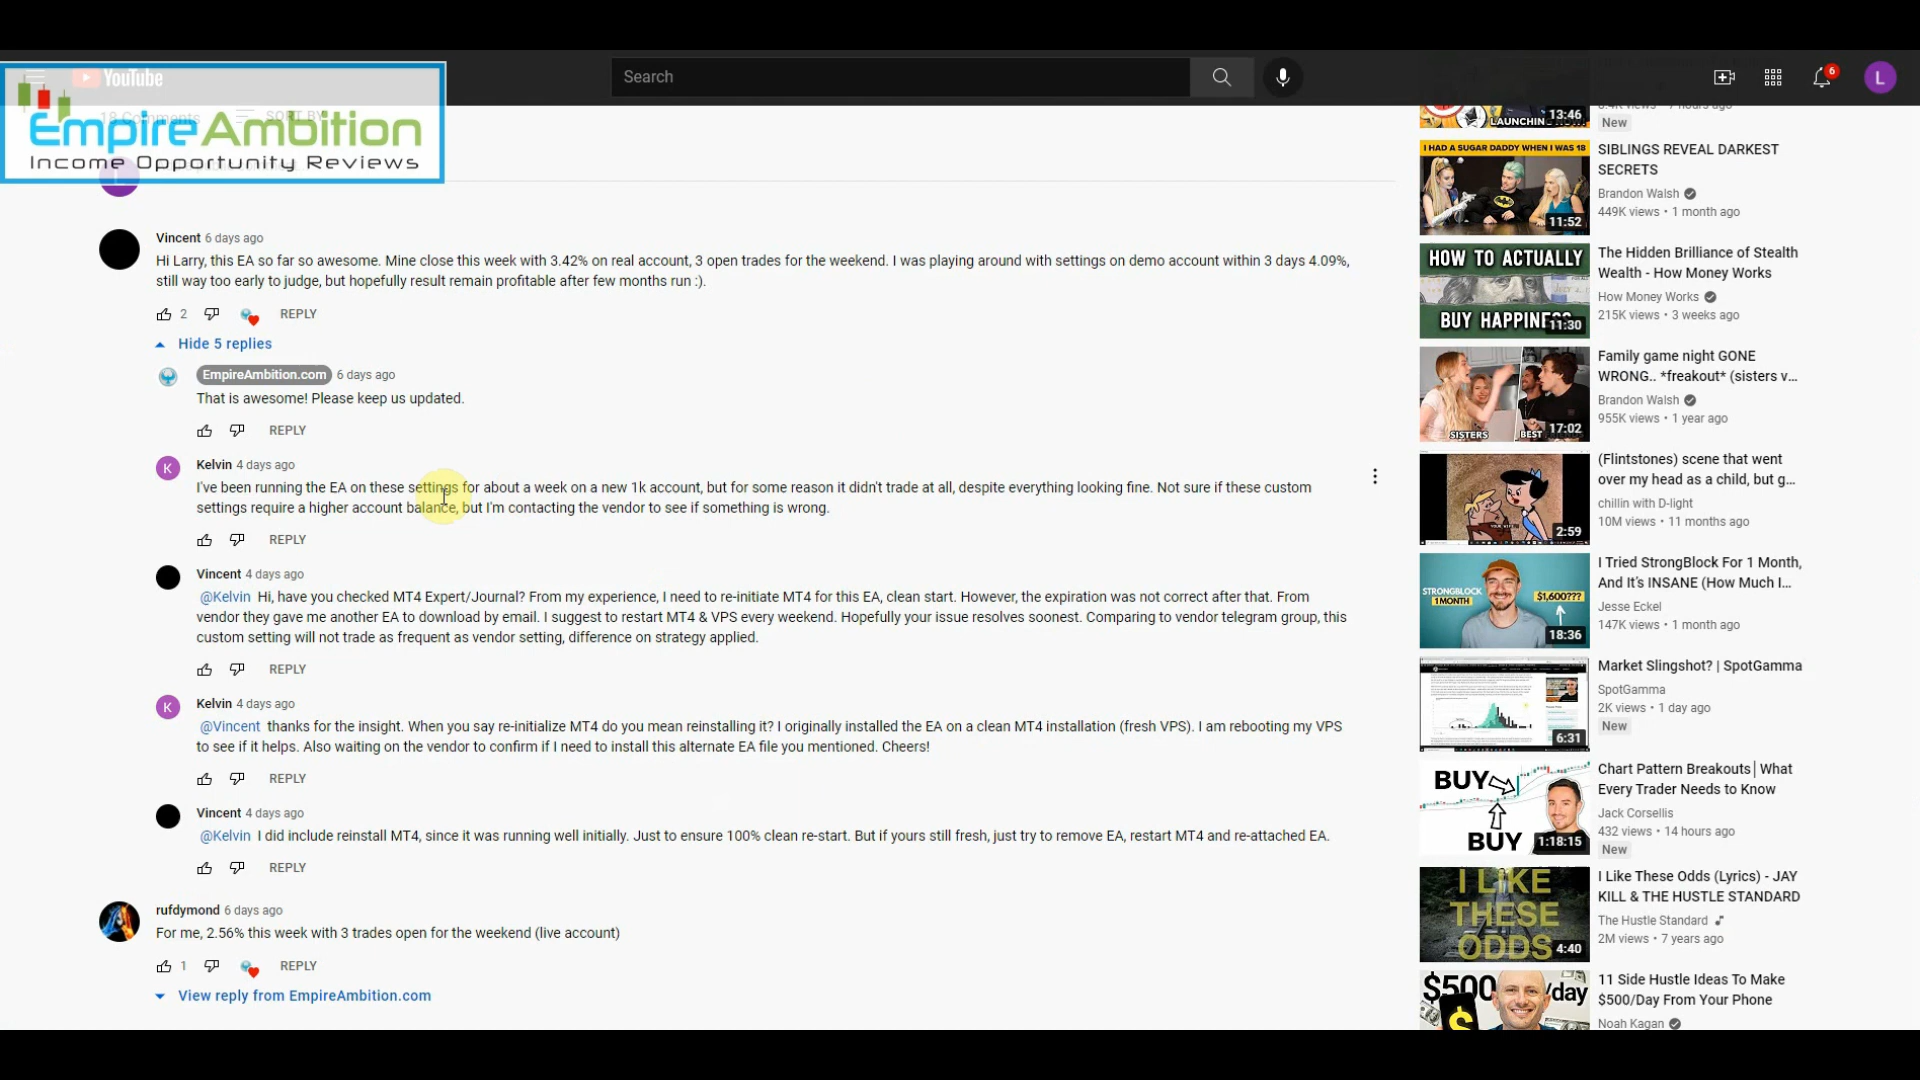 YouTube
Search
6
L
18 Comments
SORT BY
EmpireAmbition
Income Opportunity Reviews
Vincent 6 days ago
Hi Larry, this EA so far so awesome. Mine close this week with 3.42% on real account, 3 open trades for the weekend. I was playing around with settings on demo account within 3 days 4.09%,
still way too early to judge, but hopefully result remain profitable after few months run :).
2 REPLY
Hide 5 replies
EmpireAmbition.com 6 days ago
That is awesome! Please keep us updated.
REPLY
K
Kelvin 4 days ago
I've been running the EA on these settings for about a week on a new 1k account, but for some reason it didn't trade at all, despite everything looking fine. Not sure if these custom
settings require a higher account balance, but I'm contacting the vendor to see if something is wrong.
REPLY
Vincent 4 days ago
@Kelvin Hi, have you checked MT4 Expert/Journal? From my experience, I need to re-initiate MT4 for this EA, clean start. However, the expiration was not correct after that. From
vendor they gave me another EA to download by email. I suggest to restart MT4 & VPS every weekend. Hopefully your issue resolves soonest. Comparing to vendor telegram group, this
custom setting will not trade as frequent as vendor setting, difference on strategy applied.
REPLY
K
Kelvin 4 days ago
@Vincent thanks for the insight. When you say re-initialize MT4 do you mean reinstalling it? I originally installed the EA on a clean MT4 installation (fresh VPS). I am rebooting my VPS
to see if it helps. Also waiting on the vendor to confirm if I need to install this alternate EA file you mentioned. Cheers!
REPLY
Vincent 4 days ago
@Kelvin I did include reinstall MT4, since it was running well initially. Just to ensure 100% clean re-start. But if yours still fresh, just try to remove EA, restart MT4 and re-attached EA.
REPLY
rufdymond 6 days ago
For me, 2.56% this week with 3 trades open for the weekend (live account)
1 REPLY
View reply from EmpireAmbition.com
LAUNCHIN
13:46
New
I HAD A SUGAR DADDY WHEN I WAS 18
11:52
SIBLINGS REVEAL DARKEST
SECRETS
Brandon Walsh
449K views • 1 month ago
HOW TO ACTUALLY
BUY HAPPINESS
11:30
The Hidden Brilliance of Stealth
Wealth - How Money Works
How Money Works
215K views • 3 weeks ago
SISTERS
BEST
17:02
Family game night GONE
WRONG.. *freakout* (sisters v...
Brandon Walsh
955K views • 1 year ago
2:59
(Flintstones) scene that went
over my head as a child, but g...
chillin with D-light
10M views • 11 months ago
STRONGBLOCK
1 MONTH
$1,600???
18:36
I Tried StrongBlock For 1 Month,
And It's INSANE (How Much I...
Jesse Eckel
147K views • 1 month ago
6:31
Market Slingshot? | SpotGamma
SpotGamma
2K views • 1 day ago
New
BUY
BUY
1:18:15
Chart Pattern Breakouts│What
Every Trader Needs to Know
Jack Corsellis
432 views • 14 hours ago
New
I LIKE
THESE
ODDS
4:40
I Like These Odds (Lyrics) - JAY
KILL & THE HUSTLE STANDARD
The Hustle Standard
2M views • 7 years ago
$500 /day
$
11 Side Hustle Ideas To Make
$500/Day From Your Phone
Noah Kagan